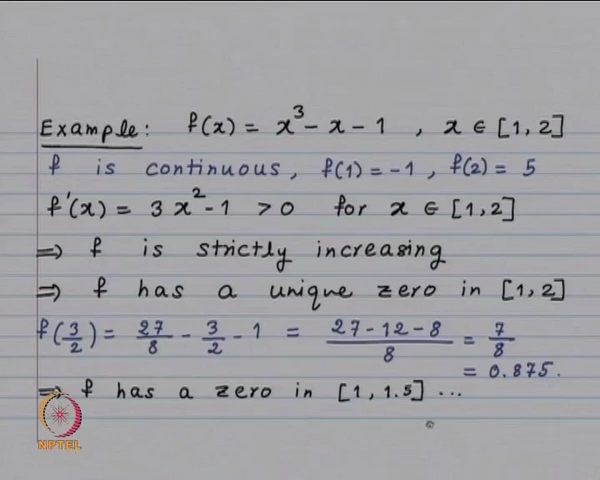 Example: f(x) = x³ - x - 1 , x ∈ [1, 2]
f is continuous, f(1) = -1 , f(2) = 5
f'(x) = 3x² - 1 > 0 for x ∈ [1, 2]
⇒ f is strictly increasing
⇒ f has a unique zero in [1, 2]
f(3/2) = 27/8 - 3/2 - 1 = (27 - 12 - 8)/8 = 7/8
= 0.875.
⇒ f has a zero in [1, 1.5] ...
NPTEL